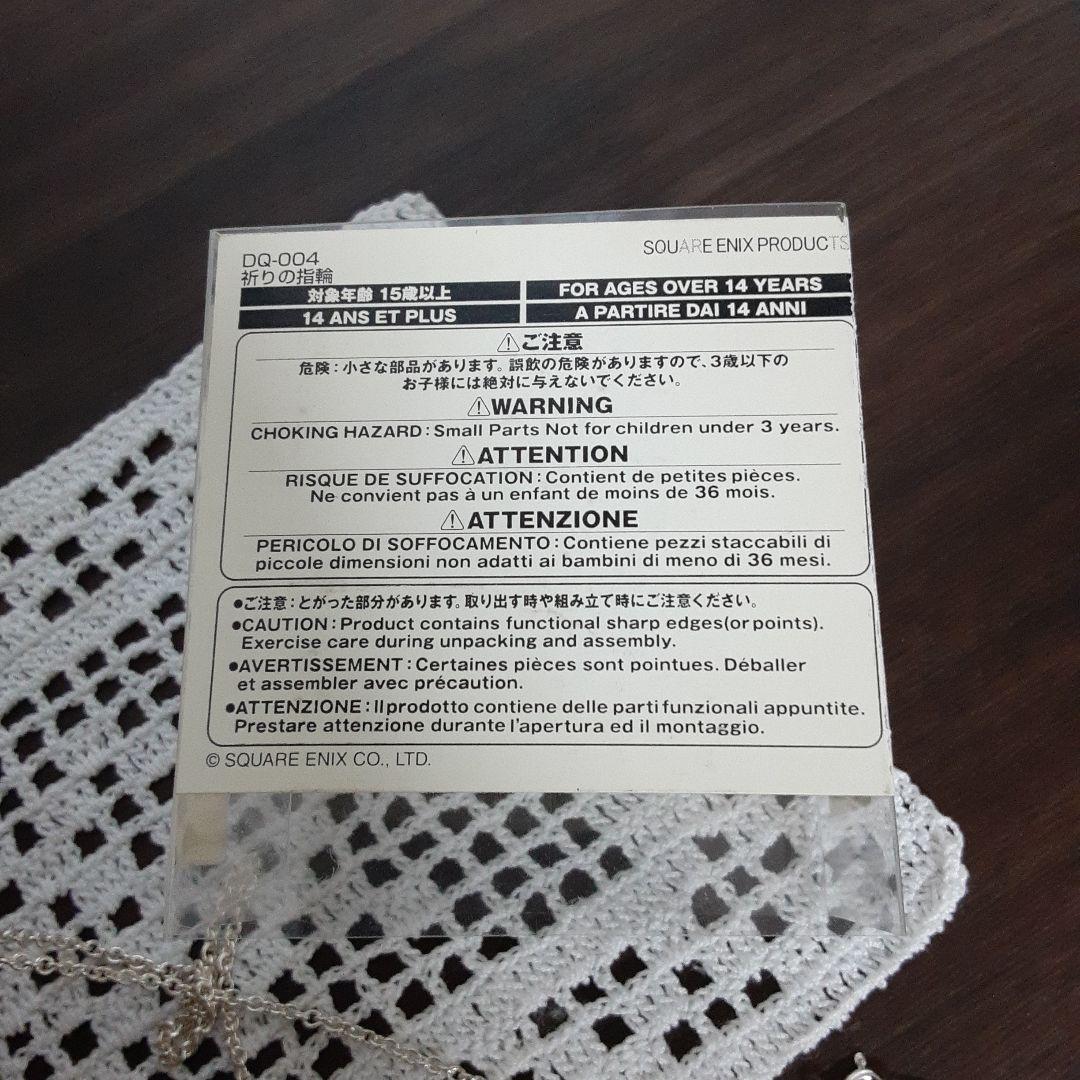 DQ-004
祈りの指輪
SQUARE ENIX PRODUCTS
対象年齢 15歳以上
FOR AGES OVER 14 YEARS
14 ANS ET PLUS
A PARTIRE DAI 14 ANNI
⚠ご注意
危険：小さな部品があります。誤飲の危険がありますので、3歳以下の
お子様には絶対に与えないでください。
⚠WARNING
CHOKING HAZARD：Small Parts Not for children under 3 years.
⚠ATTENTION
RISQUE DE SUFFOCATION：Contient de petites pièces.
Ne convient pas à un enfant de moins de 36 mois.
⚠ATTENZIONE
PERICOLO DI SOFFOCAMENTO：Contiene pezzi staccabili di
piccole dimensioni non adatti ai bambini di meno di 36 mesi.
●ご注意：とがった部分があります。取り出す時や組み立て時にご注意ください。
●CAUTION：Product contains functional sharp edges(or points).
Exercise care during unpacking and assembly.
●AVERTISSEMENT：Certaines pièces sont pointues. Déballer
et assembler avec précaution.
●ATTENZIONE：Il prodotto contiene delle parti funzionali appuntite.
Prestare attenzione durante l'apertura ed il montaggio.
© SQUARE ENIX CO., LTD.